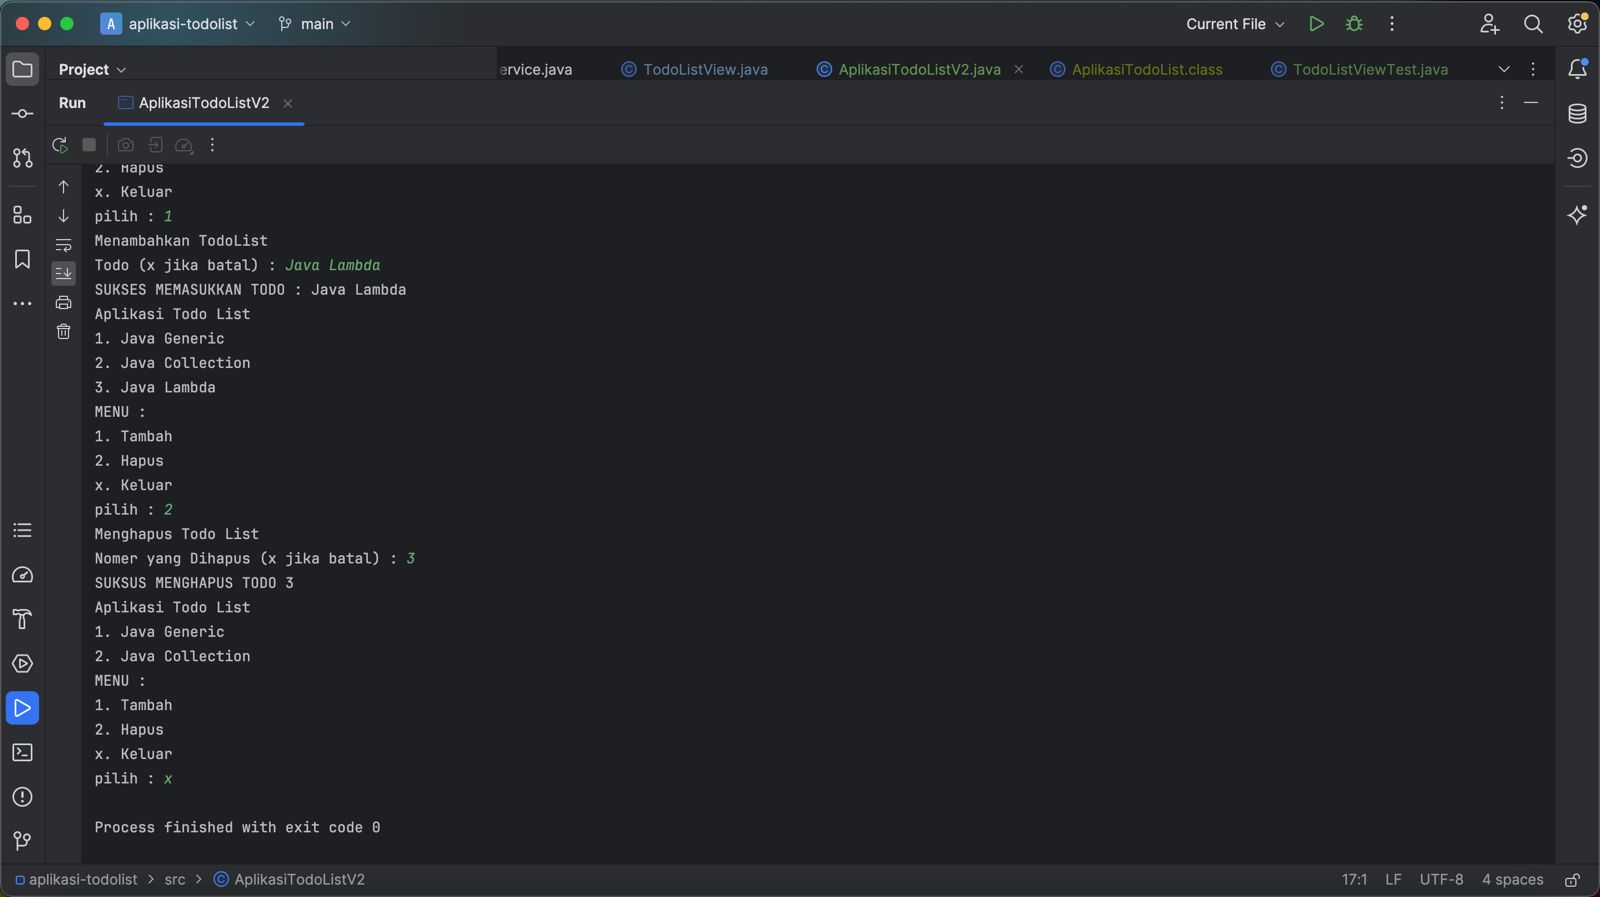 A aplikasi-todolist main Current File
Project ervice.java TodoListView.java AplikasiTodoListV2.java AplikasiTodoList.class TodoListViewTest.java
Run AplikasiTodoListV2
2. Hapus
x. Keluar
pilih : 1
Menambahkan TodoList
Todo (x jika batal) : Java Lambda
SUKSES MEMASUKKAN TODO : Java Lambda
Aplikasi Todo List
1. Java Generic
2. Java Collection
3. Java Lambda
MENU :
1. Tambah
2. Hapus
x. Keluar
pilih : 2
Menghapus Todo List
Nomer yang Dihapus (x jika batal) : 3
SUKSUS MENGHAPUS TODO 3
Aplikasi Todo List
1. Java Generic
2. Java Collection
MENU :
1. Tambah
2. Hapus
x. Keluar
pilih : x
Process finished with exit code 0
aplikasi-todolist > src > AplikasiTodoListV2 17:1 LF UTF-8 4 spaces